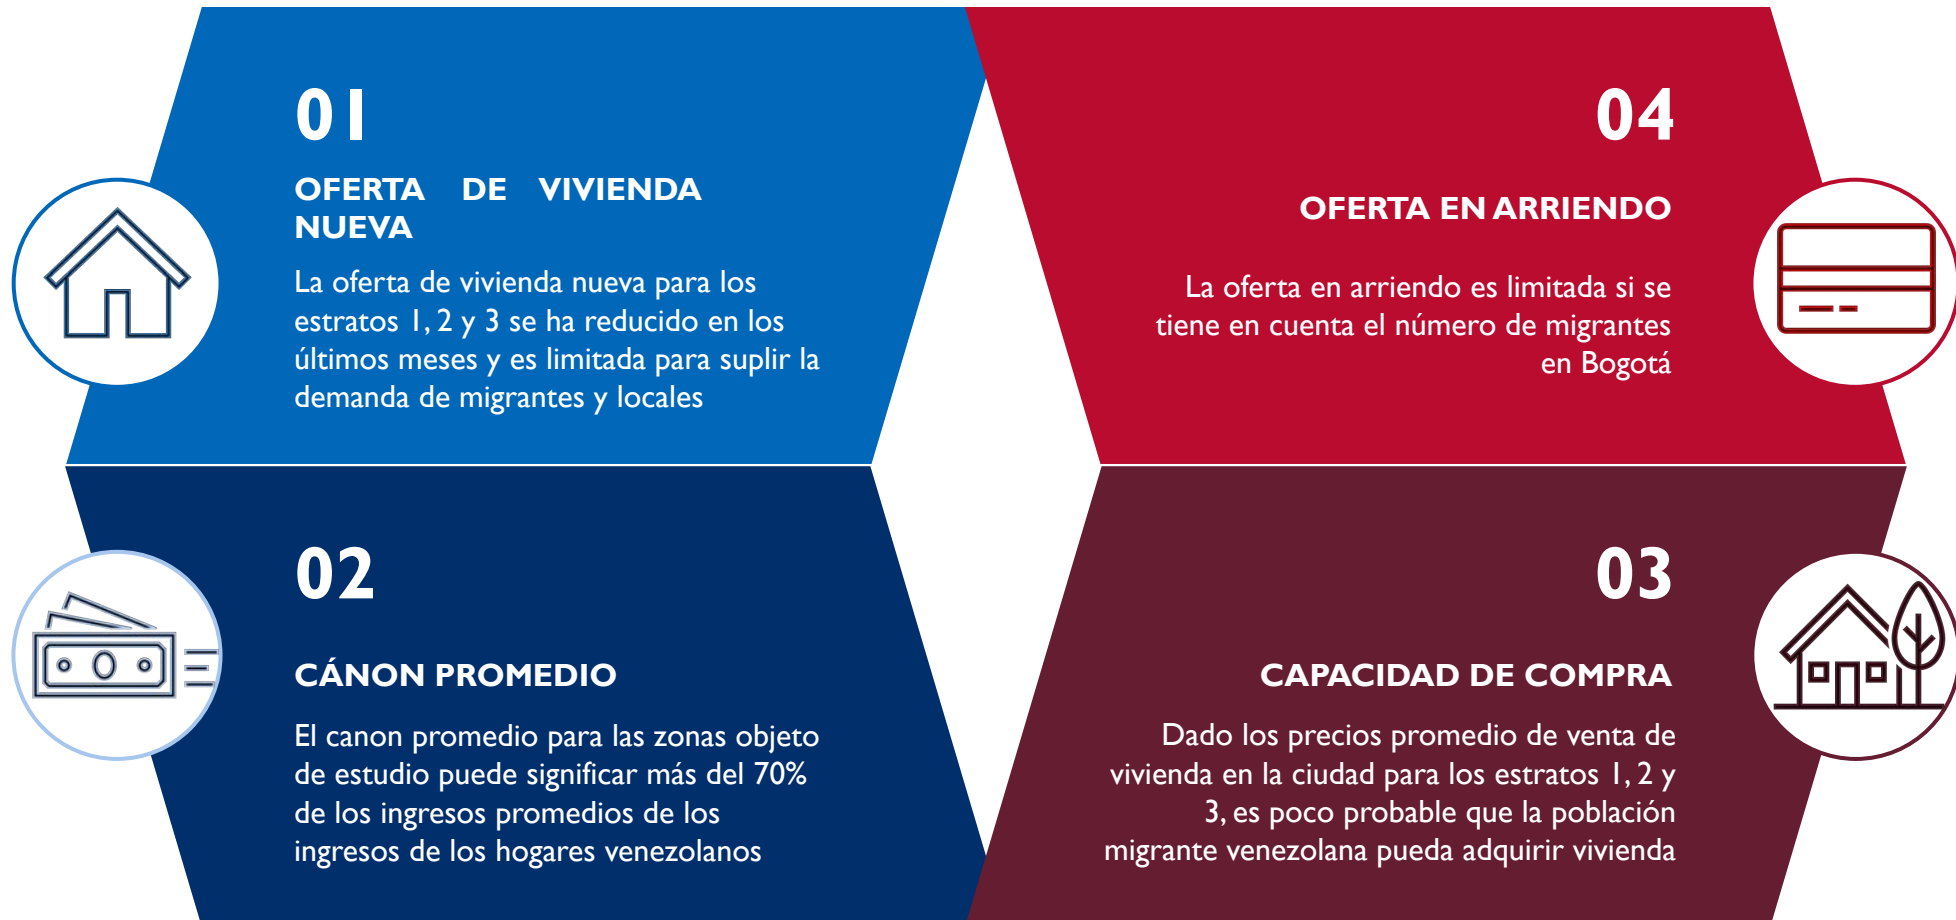 01
OFERTA DE VIVIENDA
NUEVA
La oferta de vivienda nueva para los
estratos 1, 2 y 3 se ha reducido en los
últimos meses y es limitada para suplir la
demanda de migrantes y locales
02
CÁNON PROMEDIO
El canon promedio para las zonas objeto
de estudio puede significar más del 70%
de los ingresos promedios de los
ingresos de los hogares venezolanos
03
CAPACIDAD DE COMPRA
Dado los precios promedio de venta de
vivienda en la ciudad para los estratos 1, 2 y
3, es poco probable que la población
migrante venezolana pueda adquirir vivienda
04
OFERTA EN ARRIENDO
La oferta en arriendo es limitada si se
tiene en cuenta el número de migrantes
en Bogotá